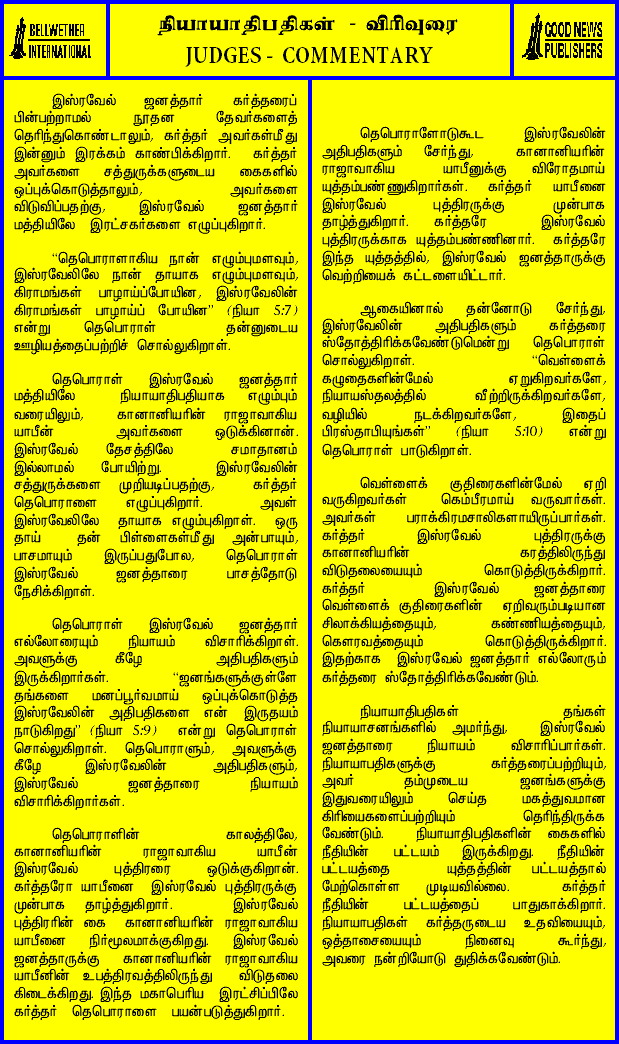 BELLWETHER
INTERNATIONAL
நியாயாதிபதிகள் - விரிவுரை
JUDGES - COMMENTARY
GOOD NEWS
PUBLISHERS
இஸ்ரவேல் ஜனத்தார் கர்த்தரைப்
பின்பற்றாமல் நூதன தேவர்களைத்
தெரிந்துகொண்டாலும், கர்த்தர் அவர்கள்மீது
இன்னும் இரக்கம் காண்பிக்கிறார். கர்த்தர்
அவர்களை சத்துருக்களுடைய கைகளில்
ஒப்புக்கொடுத்தாலும், அவர்களை
விடுவிப்பதற்கு, இஸ்ரவேல் ஜனத்தார்
மத்தியிலே இரட்சகர்களை எழுப்புகிறார்.
“தெபொராளாகிய நான் எழும்புமளவும்,
இஸ்ரவேலிலே நான் தாயாக எழும்புமளவும்,
கிராமங்கள் பாழாய்ப்போயின, இஸ்ரவேலின்
கிராமங்கள் பாழாய்ப் போயின” (நியா 5:7)
என்று தெபொராள் தன்னுடைய
ஊழியத்தைப்பற்றிச் சொல்லுகிறாள்.
தெபொராள் இஸ்ரவேல் ஜனத்தார்
மத்தியிலே நியாயாதிபதியாக எழும்பும்
வரையிலும், கானானியரின் ராஜாவாகிய
யாபீன் அவர்களை ஒடுக்கினான்.
இஸ்ரவேல் தேசத்திலே சமாதானம்
இல்லாமல் போயிற்று. இஸ்ரவேலின்
சத்துருக்களை முறியடிப்பதற்கு, கர்த்தர்
தெபொராளை எழுப்புகிறார். அவள்
இஸ்ரவேலிலே தாயாக எழும்புகிறாள். ஒரு
தாய் தன் பிள்ளைகள்மீது அன்பாயும்,
பாசமாயும் இருப்பதுபோல, தெபொராள்
இஸ்ரவேல் ஜனத்தாரை பாசத்தோடு
நேசிக்கிறாள்.
தெபொராள் இஸ்ரவேல் ஜனத்தார்
எல்லோரையும் நியாயம் விசாரிக்கிறாள்.
அவளுக்கு கீழே அதிபதிகளும்
இருக்கிறார்கள். “ஜனங்களுக்குள்ளே
தங்களை மனப்பூர்வமாய் ஒப்புக்கொடுத்த
இஸ்ரவேலின் அதிபதிகளை என் இருதயம்
நாடுகிறது” (நியா 5:9) என்று தெபொராள்
சொல்லுகிறாள். தெபொராளும், அவளுக்கு
கீழே இஸ்ரவேலின் அதிபதிகளும்,
இஸ்ரவேல் ஜனத்தாரை நியாயம்
விசாரிக்கிறார்கள்.
தெபொராளின் காலத்திலே,
கானானியரின் ராஜாவாகிய யாபீன்
இஸ்ரவேல் புத்திரரை ஒடுக்குகிறான்.
கர்த்தரோ யாபீனை இஸ்ரவேல் புத்திரருக்கு
முன்பாக தாழ்த்துகிறார். இஸ்ரவேல்
புத்திரரின் கை கானானியரின் ராஜாவாகிய
யாபீனை நிர்மூலமாக்குகிறது. இஸ்ரவேல்
ஜனத்தாருக்கு கானானியரின் ராஜாவாகிய
யாபீனின் உபத்திரவத்திலிருந்து விடுதலை
கிடைக்கிறது. இந்த மகாபெரிய இரட்சிப்பிலே
கர்த்தர் தெபொராளை பயன்படுத்துகிறார்.
தெபொராளோடுகூட இஸ்ரவேலின்
அதிபதிகளும் சேர்ந்து, கானானியரின்
ராஜாவாகிய யாபீனுக்கு விரோதமாய்
யுத்தம்பண்ணுகிறார்கள். கர்த்தர் யாபீனை
இஸ்ரவேல் புத்திரருக்கு முன்பாக
தாழ்த்துகிறார். கர்த்தரே இஸ்ரவேல்
புத்திரருக்காக யுத்தம்பண்ணினார். கர்த்தரே
இந்த யுத்தத்தில், இஸ்ரவேல் ஜனத்தாருக்கு
வெற்றியைக் கட்டளையிட்டார்.
ஆகையினால் தன்னோடு சேர்ந்து,
இஸ்ரவேலின் அதிபதிகளும் கர்த்தரை
ஸ்தோத்திரிக்கவேண்டுமென்று தெபொராள்
சொல்லுகிறாள். “வெள்ளைக்
கழுதைகளின்மேல் ஏறுகிறவர்களே,
நியாயஸ்தலத்தில் வீற்றிருக்கிறவர்களே,
வழியில் நடக்கிறவர்களே, இதைப்
பிரஸ்தாபியுங்கள்” (நியா 5:10) என்று
தெபொராள் பாடுகிறாள்.
வெள்ளைக் குதிரைகளின்மேல் ஏறி
வருகிறவர்கள் கெம்பீரமாய் வருவார்கள்.
அவர்கள் பராக்கிரமசாலிகளாயிருப்பார்கள்.
கர்த்தர் இஸ்ரவேல் புத்திரருக்கு
கானானியரின் கரத்திலிருந்து
விடுதலையையும் கொடுத்திருக்கிறார்.
கர்த்தர் இஸ்ரவேல் ஜனத்தாரை
வெள்ளைக் குதிரைகளின் ஏறிவரும்படியான
சிலாக்கியத்தையும், கண்ணியத்தையும்,
கௌரவத்தையும் கொடுத்திருக்கிறார்.
இதற்காக இஸ்ரவேல் ஜனத்தார் எல்லோரும்
கர்த்தரை ஸ்தோத்திரிக்கவேண்டும்.
நியாயாதிபதிகள் தங்கள்
நியாயாசனங்களில் அமர்ந்து, இஸ்ரவேல்
ஜனத்தாரை நியாயம் விசாரிப்பார்கள்.
நியாயாபதிகளுக்கு கர்த்தரைப்பற்றியும்,
அவர் தம்முடைய ஜனங்களுக்கு
இதுவரையிலும் செய்த மகத்துவமான
கிரியைகளைப்பற்றியும் தெரிந்திருக்க
வேண்டும். நியாயாதிபதிகளின் கைகளில்
நீதியின் பட்டயம் இருக்கிறது. நீதியின்
பட்டயத்தை யுத்தத்தின் பட்டயத்தால்
மேற்கொள்ள முடியவில்லை. கர்த்தர்
நீதியின் பட்டயத்தைப் பாதுகாக்கிறார்.
நியாயாபதிகள் கர்த்தருடைய உதவியையும்,
ஒத்தாசையையும் நினைவு கூர்ந்து,
அவரை நன்றியோடு துதிக்கவேண்டும்.